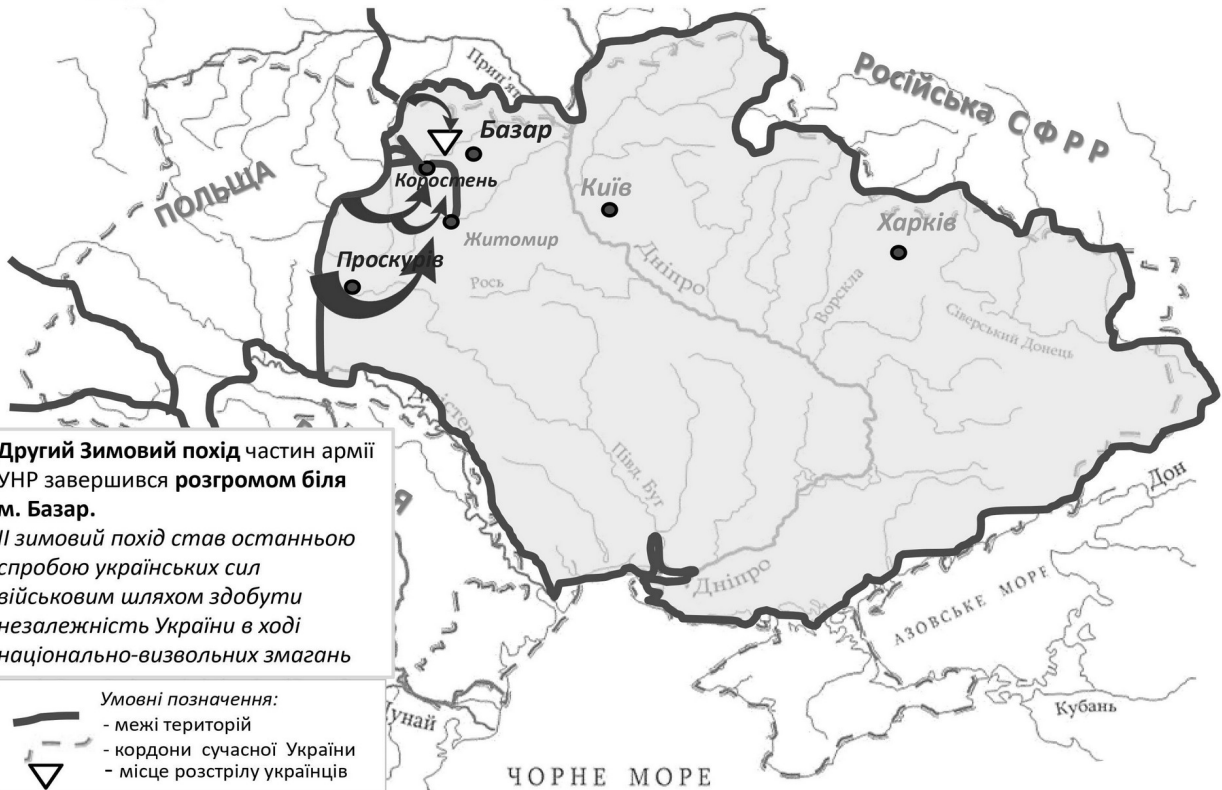 Прип'ять
Російська СФРР
ПОЛЬЩА
Базар
Коростень
Київ
Харків
Житомир
Проскурів
Рось
Дніпро
Ворскла
Сіверський Донець
Дністер
Півд. Буг
Дон
Дніпро
АЗОВСЬКЕ МОРЕ
Кубань
ЧОРНЕ МОРЕ
унай
Я
Другий Зимовий похід частин армії
УНР завершився розгромом біля
м. Базар.
ІІ зимовий похід став останньою
спробою українських сил
військовим шляхом здобути
незалежність України в ході
національно-визвольних змагань
Умовні позначення:
- межі територій
- кордони сучасної України
- місце розстрілу українців